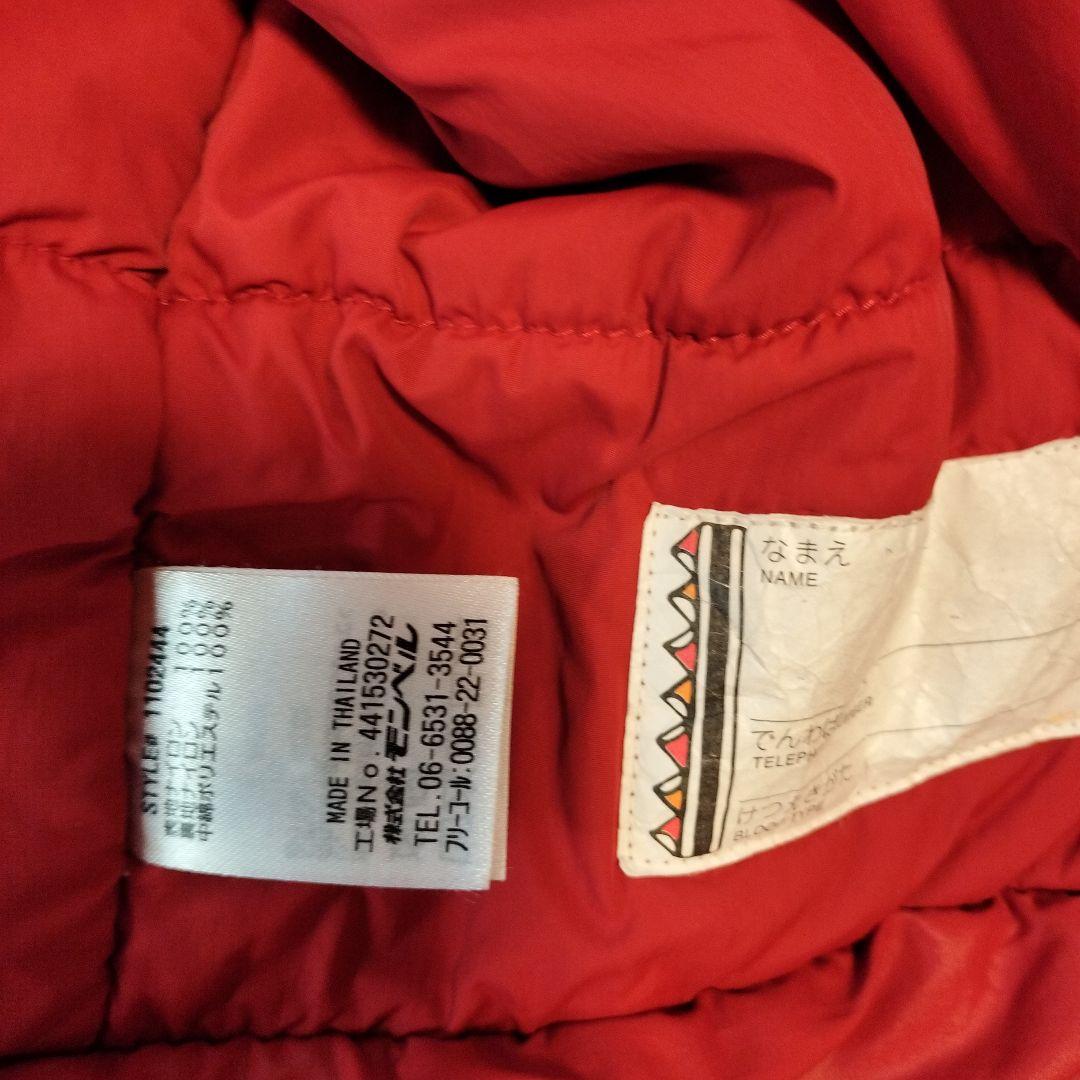 STYLE# 1102444
表地ナイロン 100%
裏地ナイロン 100%
中綿ポリエステル100%
MADE IN THAILAND
工場No.441530272
株式会社モンベル
TEL.06-6531-3544
フリーコール:0088-22-0031
なまえ
NAME
でんわばんごう
けつえきがた
BLOOD TYPE